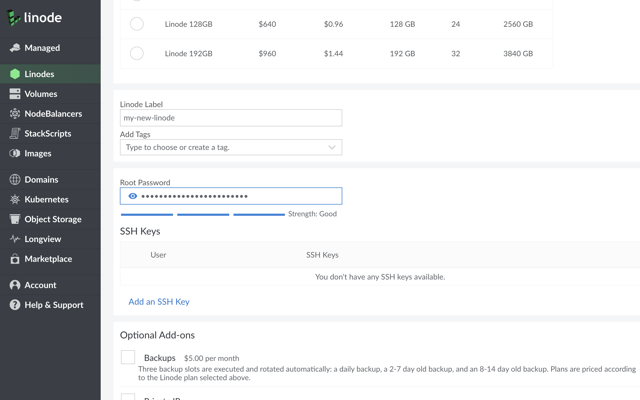 linode
Managed
Linodes
Volumes
NodeBalancers
StackScripts
Images
Domains
Kubernetes
Object Storage
Longview
Marketplace
Account
Help & Support
Linode 128GB $640 $0.96 128 GB 24 2560 GB
Linode 192GB $960 $1.44 192 GB 32 3840 GB
Linode Label
my-new-linode
Add Tags
Type to choose or create a tag.
Root Password
••••••••••••••••••••••••
Strength: Good
SSH Keys
User SSH Keys
You don't have any SSH keys available.
Add an SSH Key
Optional Add-ons
Backups $5.00 per month
Three backup slots are executed and rotated automatically: a daily backup, a 2-7 day old backup, and an 8-14 day old backup. Plans are priced according
to the Linode plan selected above.